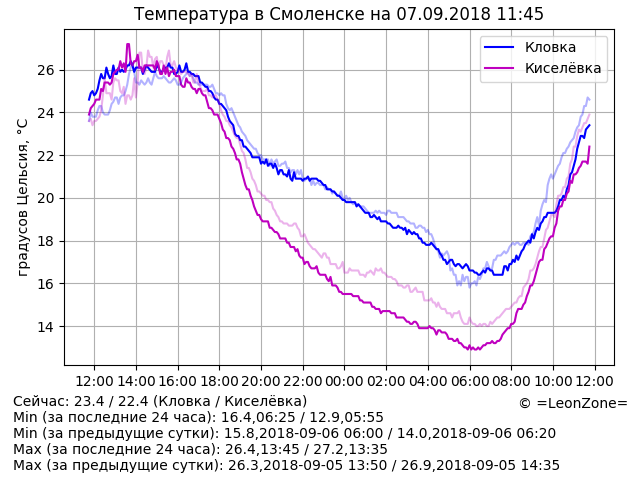 Температура в Смоленске на 07.09.2018 11:45
Кловка
Киселёвка
градусов Цельсия, °C
26
24
22
20
18
16
14
12:00 14:00 16:00 18:00 20:00 22:00 00:00 02:00 04:00 06:00 08:00 10:00 12:00
Сейчас: 23.4 / 22.4 (Кловка / Киселёвка)
© =LeonZone=
Min (за последние 24 часа): 16.4,06:25 / 12.9,05:55
Min (за предыдущие сутки): 15.8,2018-09-06 06:00 / 14.0,2018-09-06 06:20
Max (за последние 24 часа): 26.4,13:45 / 27.2,13:35
Max (за предыдущие сутки): 26.3,2018-09-05 13:50 / 26.9,2018-09-05 14:35